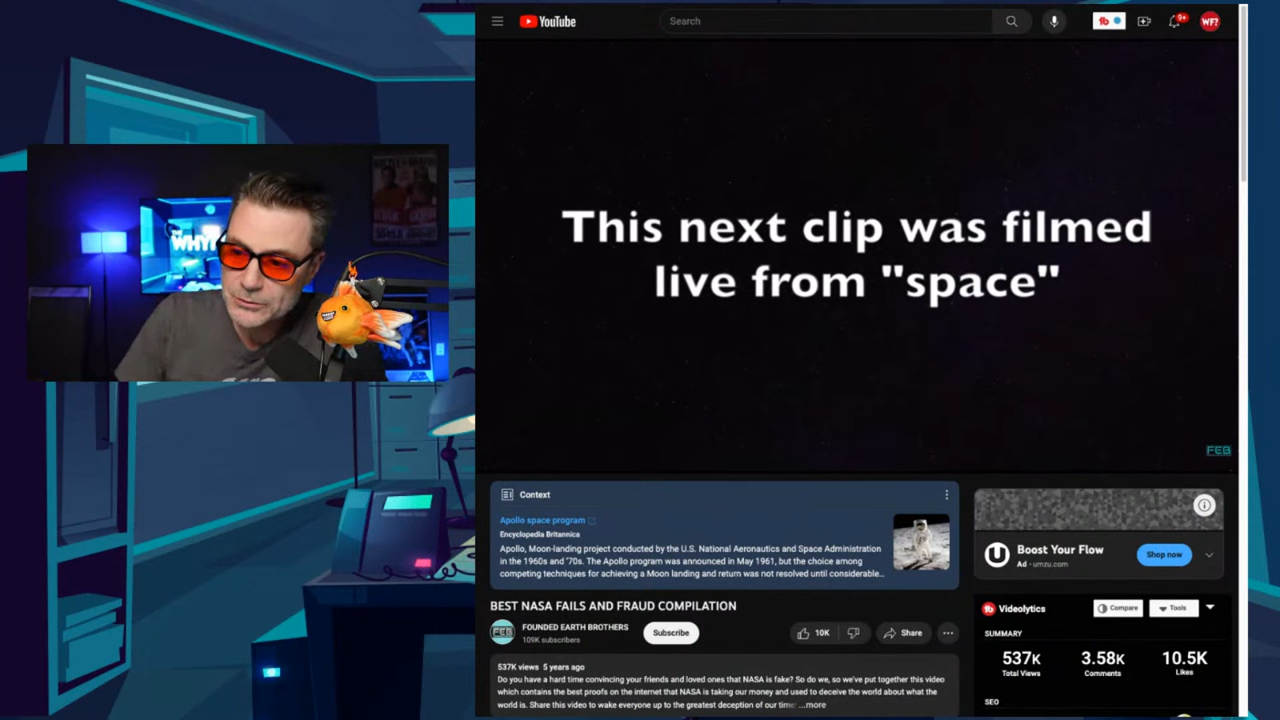 YouTube
Search
9+
WF?
WHY
This next clip was filmed
live from "space"
FEB
Context
Apollo space program
Encyclopedia Britannica
Apollo, Moon-landing project conducted by the U.S. National Aeronautics and Space Administration
in the 1960s and '70s. The Apollo program was announced in May 1961, but the choice among
competing techniques for achieving a Moon landing and return was not resolved until considerable...
Boost Your Flow
Ad · umzu.com
Shop now
BEST NASA FAILS AND FRAUD COMPILATION
FEB
FOUNDED EARTH BROTHERS
109K subscribers
Subscribe
10K
Share
Videolytics
Compare
Tools
SUMMARY
537K
3.58K
10.5K
Total Views
Comments
Likes
SEO
537K views 5 years ago
Do you have a hard time convincing your friends and loved ones that NASA is fake? So do we, so we've put together this video
which contains the best proofs on the internet that NASA is taking our money and used to deceive the world about what the
world is. Share this video to wake everyone up to the greatest deception of our time! ...more